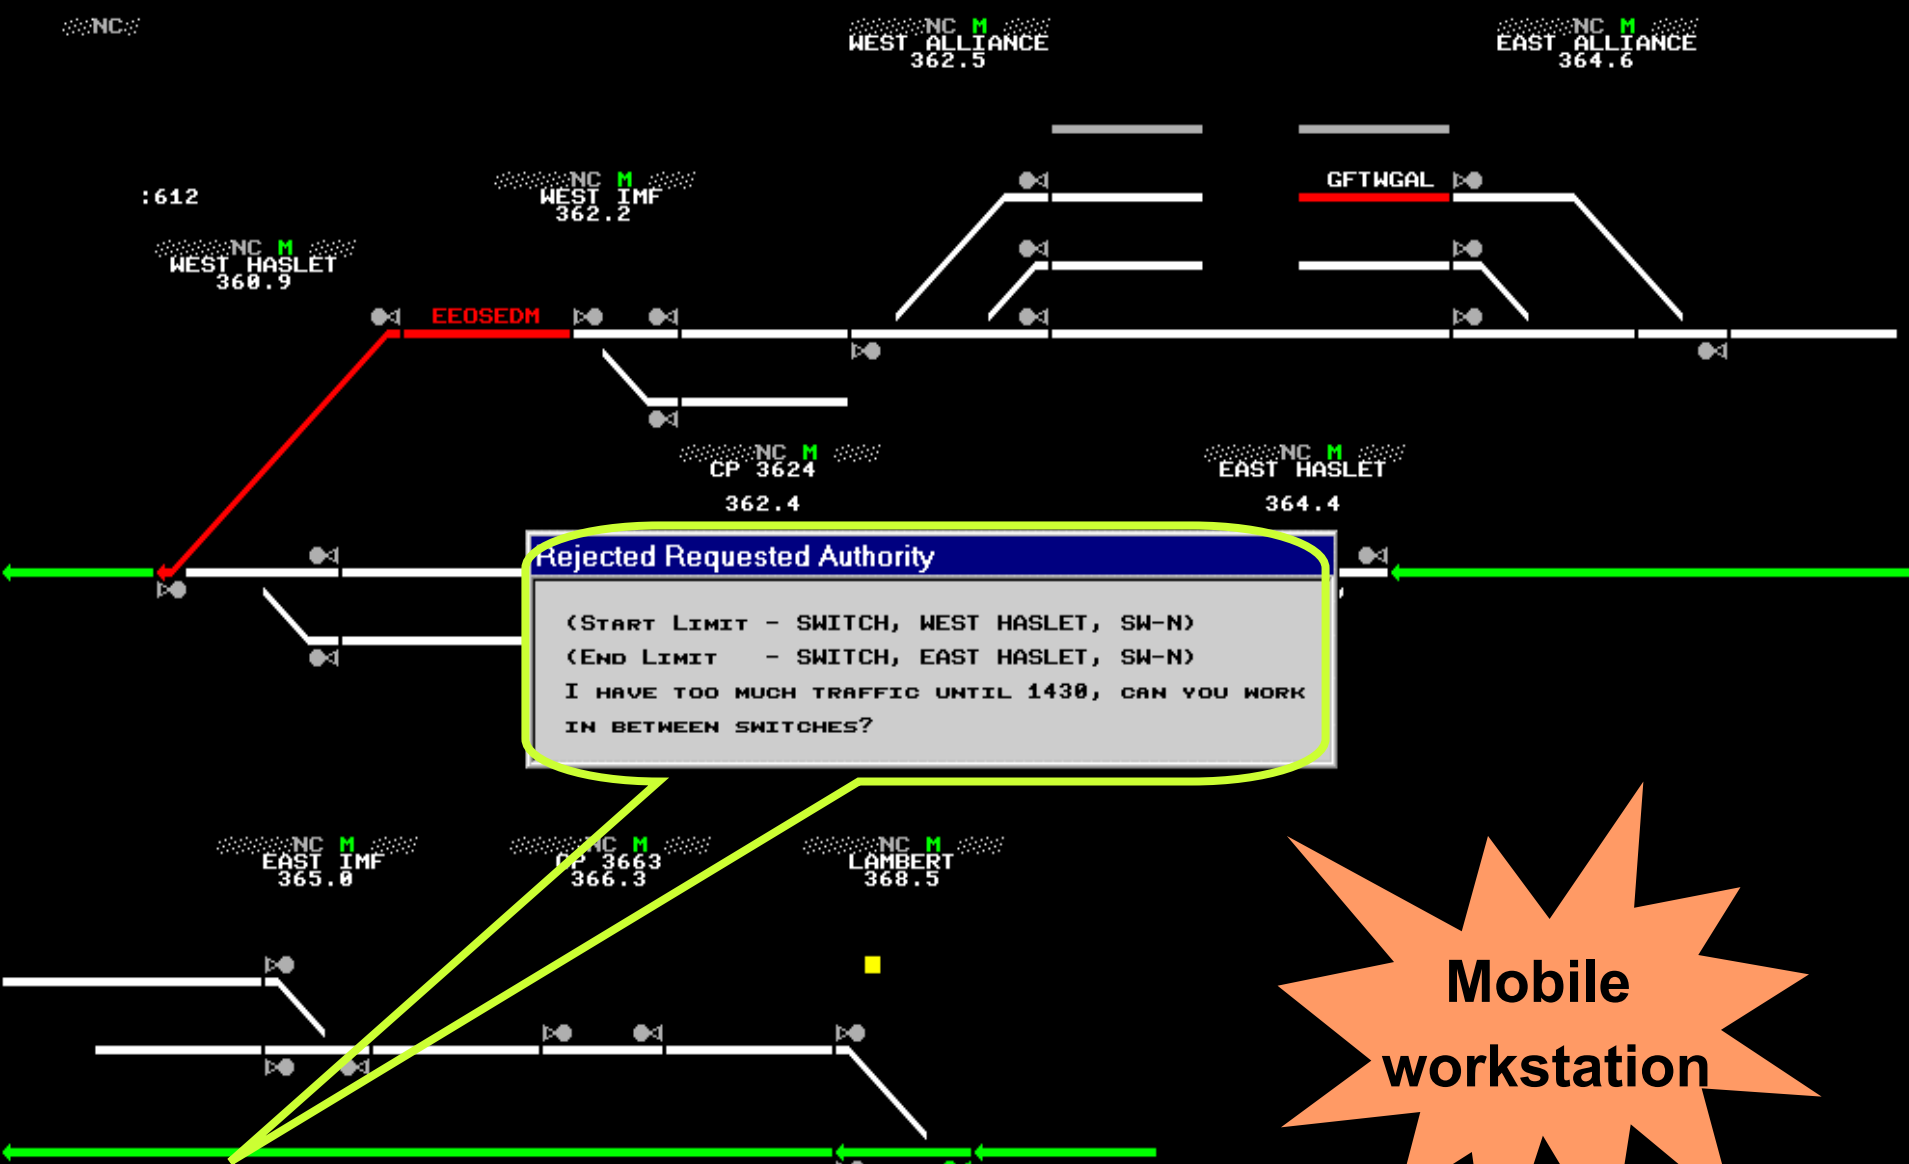 NC
NC M
WEST ALLIANCE
362.5
NC M
EAST ALLIANCE
364.6
:612
NC M
WEST IMF
362.2
GFTWGAL
NC M
WEST HASLET
360.9
EEOSEDM
NC M
CP 3624
362.4
NC M
EAST HASLET
364.4
Rejected Requested Authority
(START LIMIT - SWITCH, WEST HASLET, SW-N)
(END LIMIT - SWITCH, EAST HASLET, SW-N)
I HAVE TOO MUCH TRAFFIC UNTIL 1430, CAN YOU WORK
IN BETWEEN SWITCHES?
NC M
EAST IMF
365.0
NC M
CP 3663
366.3
NC M
LAMBERT
368.5
Mobile
workstation